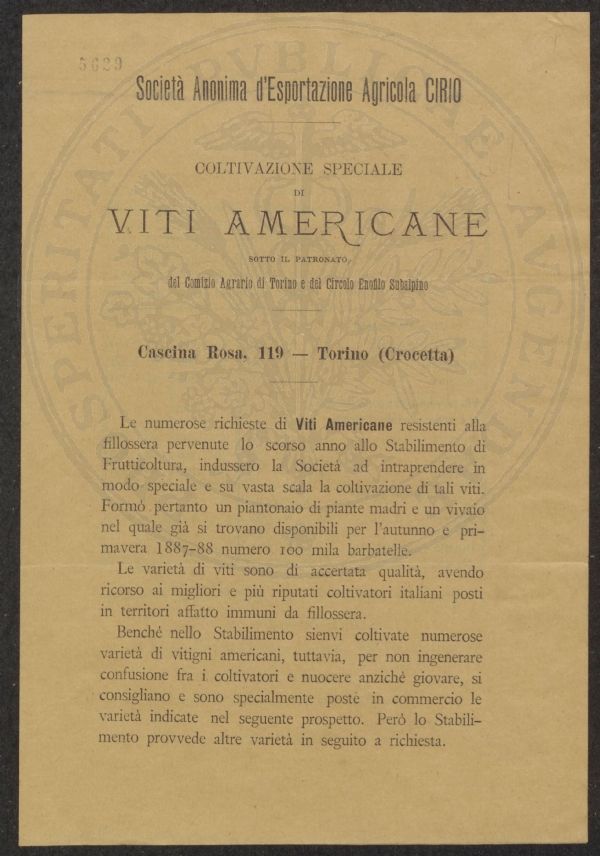 5629
Società Anonima d'Esportazione Agricola CIRIO
COLTIVAZIONE SPECIALE
DI
VITI AMERICANE
SOTTO IL PATRONATO
del Comizio Agrario di Torino e del Circolo Enofilo Subalpino
Cascina Rosa, 119 — Torino (Crocetta)
Le numerose richieste di Viti Americane resistenti alla
fillossera pervenute lo scorso anno allo Stabilimento di
Frutticoltura, indussero la Società ad intraprendere in
modo speciale e su vasta scala la coltivazione di tali viti.
Formò pertanto un piantonaio di piante madri e un vivaio
nel quale già si trovano disponibili per l'autunno e pri-
mavera 1887-88 numero 100 mila barbatelle.
Le varietà di viti sono di accertata qualità, avendo
ricorso ai migliori e più riputati coltivatori italiani posti
in territori affatto immuni da fillossera.
Benché nello Stabilimento sienvi coltivate numerose
varietà di vitigni americani, tuttavia, per non ingenerare
confusione fra i coltivatori e nuocere anziché giovare, si
consigliano e sono specialmente poste in commercio le
varietà indicate nel seguente prospetto. Peró lo Stabili-
mento provvede altre varietà in seguito a richiesta.
SPERITATI PVBLICAE AVGEND